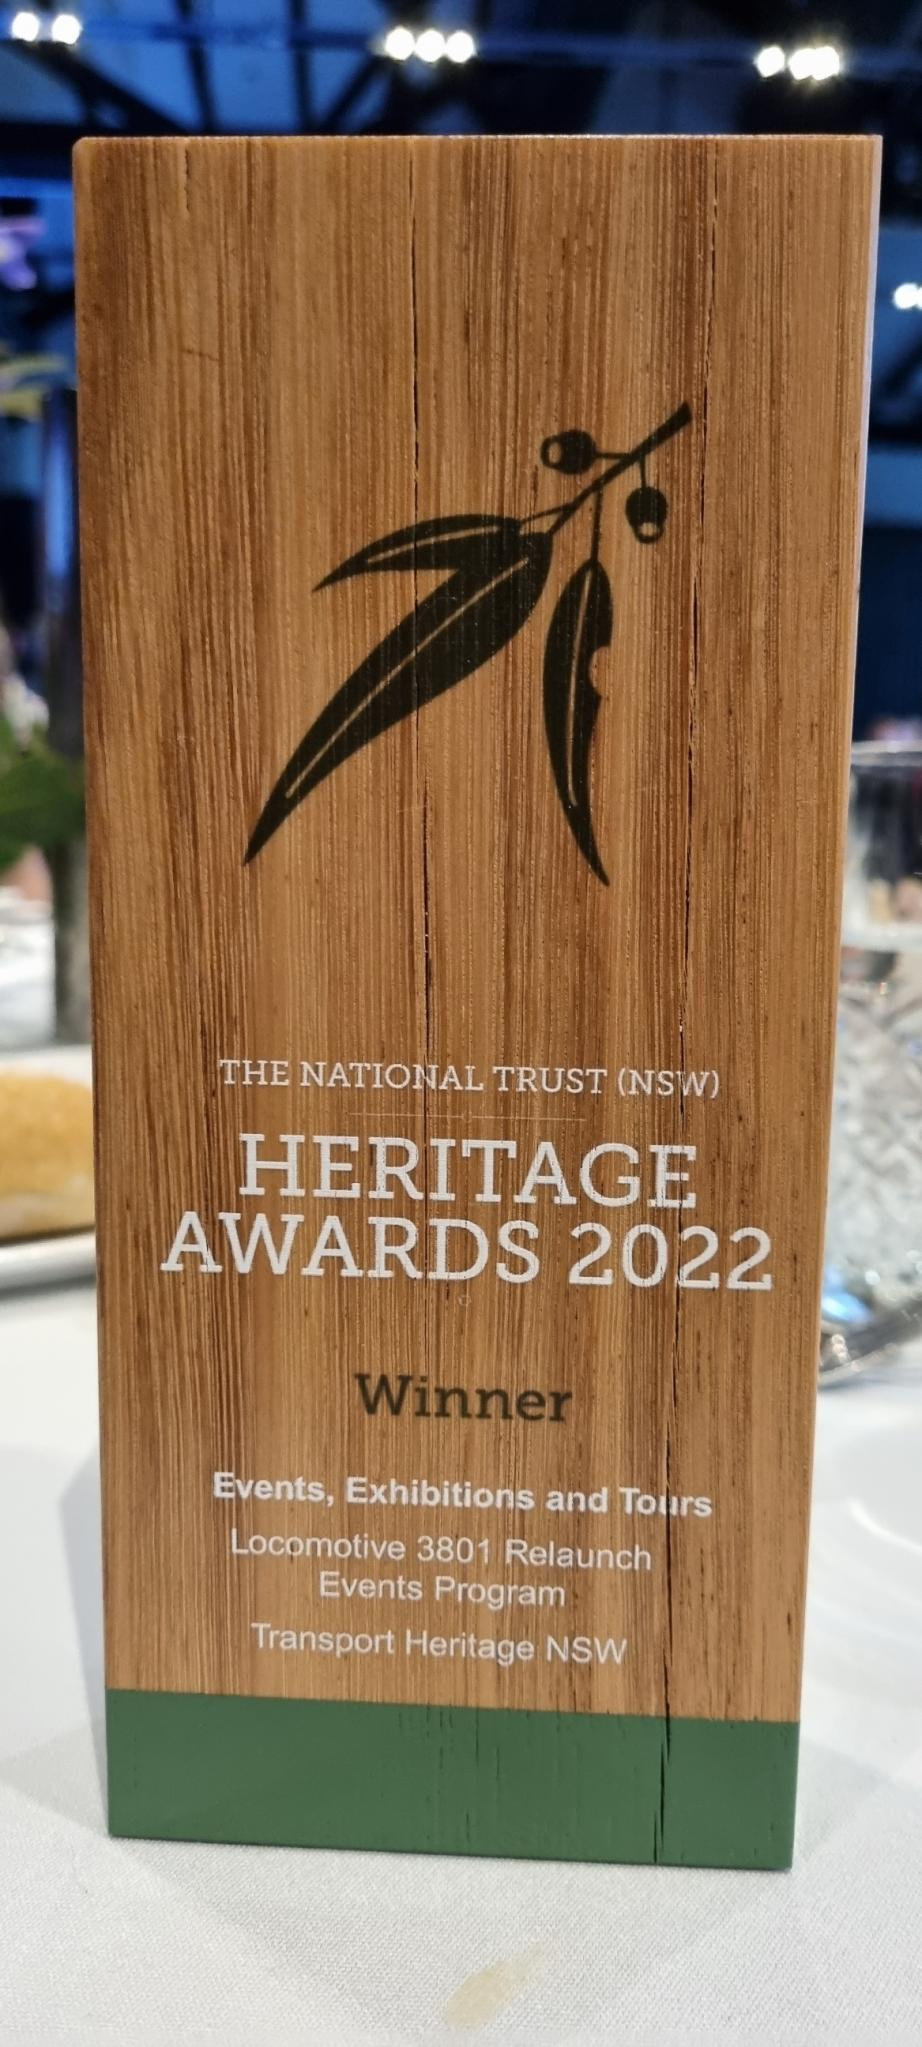 THE NATIONAL TRUST (NSW)
HERITAGE
AWARDS 2022
Winner
Events, Exhibitions and Tours
Locomotive 3801 Relaunch
Events Program
Transport Heritage NSW